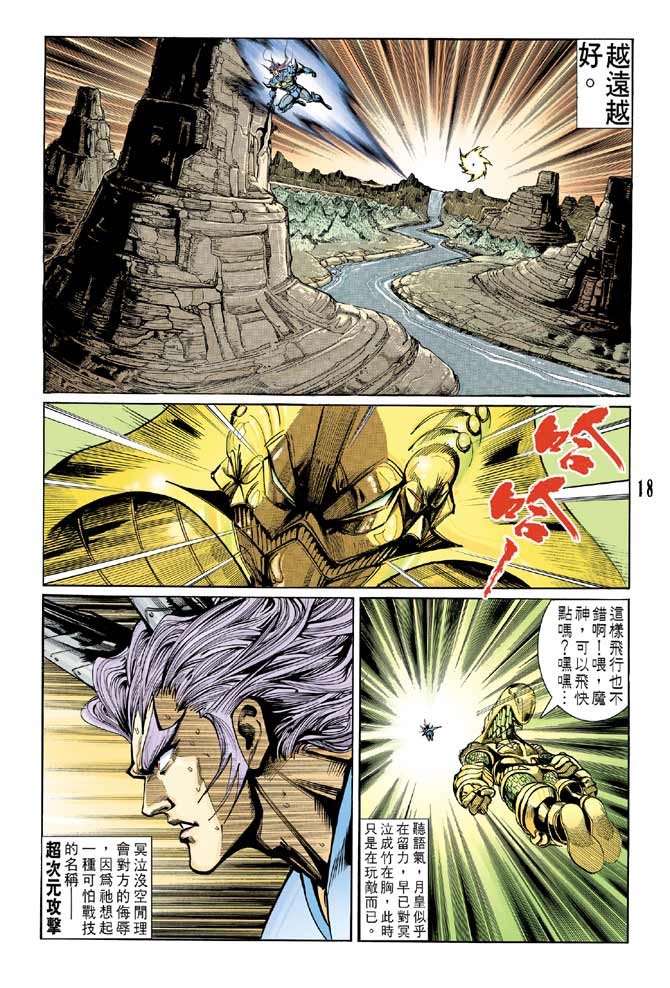 越遠越
好。
哈
哈
一
18
這樣飛行也不
錯啊！喂，魔
神，可以飛快
點嗎？嘿嘿…
聽語氣，月皇似乎
在留力，早已對冥
泣成竹在胸，此時
只是在玩敵而已。
冥泣沒空閒理
會對方的侮辱
，因爲祂想起
一種可怕戰技
的名稱——
超次元攻擊